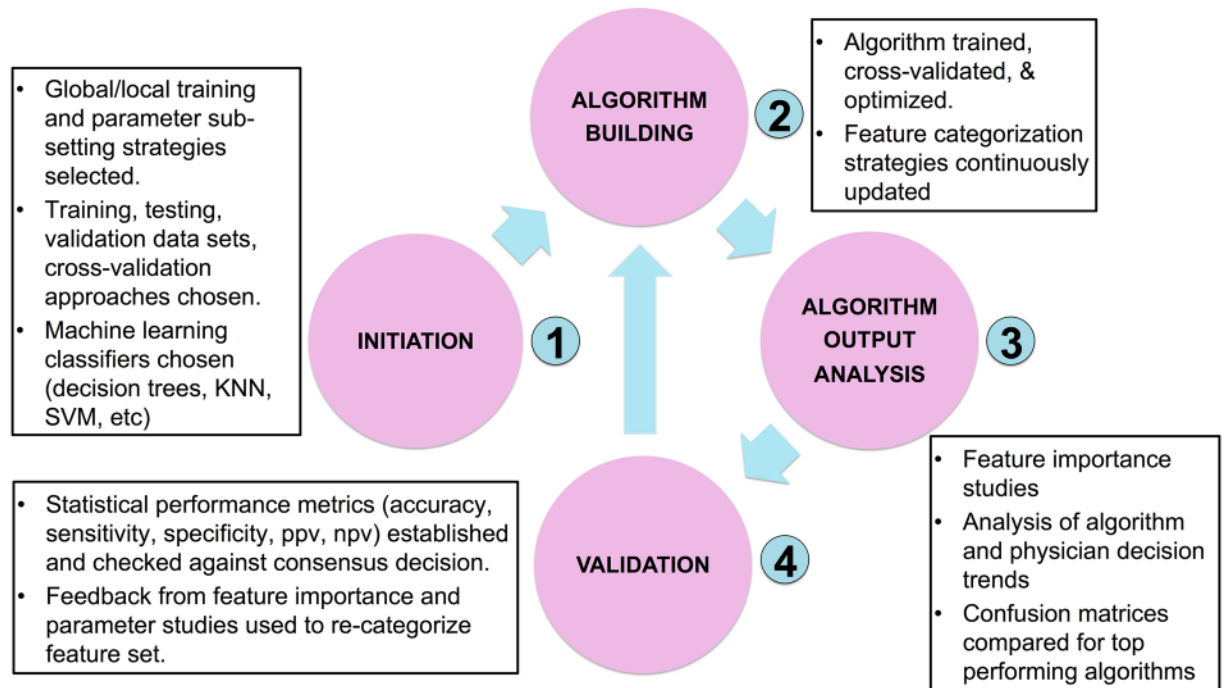 • Global/local training
and parameter sub-
setting strategies
selected.
• Training, testing,
validation data sets,
cross-validation
approaches chosen.
• Machine learning
classifiers chosen
(decision trees, KNN,
SVM, etc)
INITIATION
1
ALGORITHM
BUILDING
2
• Algorithm trained,
cross-validated, &
optimized.
• Feature categorization
strategies continuously
updated
ALGORITHM
OUTPUT
ANALYSIS
3
• Feature importance
studies
• Analysis of algorithm
and physician decision
trends
• Confusion matrices
compared for top
performing algorithms
VALIDATION
4
• Statistical performance metrics (accuracy,
sensitivity, specificity, ppv, npv) established
and checked against consensus decision.
• Feedback from feature importance and
parameter studies used to re-categorize
feature set.